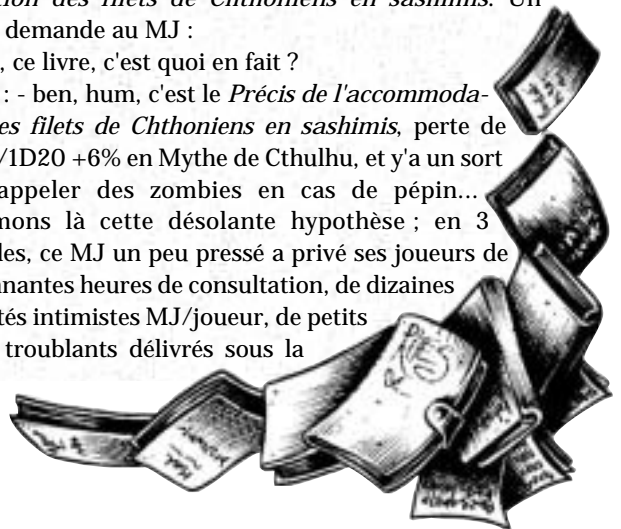 tion des filets de Chthoniens en sashimis. Un
demande au MJ :
, ce livre, c'est quoi en fait ?
: - ben, hum, c'est le Précis de l'accommoda-
es filets de Chthoniens en sashimis, perte de
/1D20 +6% en Mythe de Cthulhu, et y'a un sort
appeler des zombies en cas de pépin...
mons là cette désolante hypothèse ; en 3
les, ce MJ un peu pressé a privé ses joueurs de
nantes heures de consultation, de dizaines
tés intimistes MJ/joueur, de petits
troublants délivrés sous la